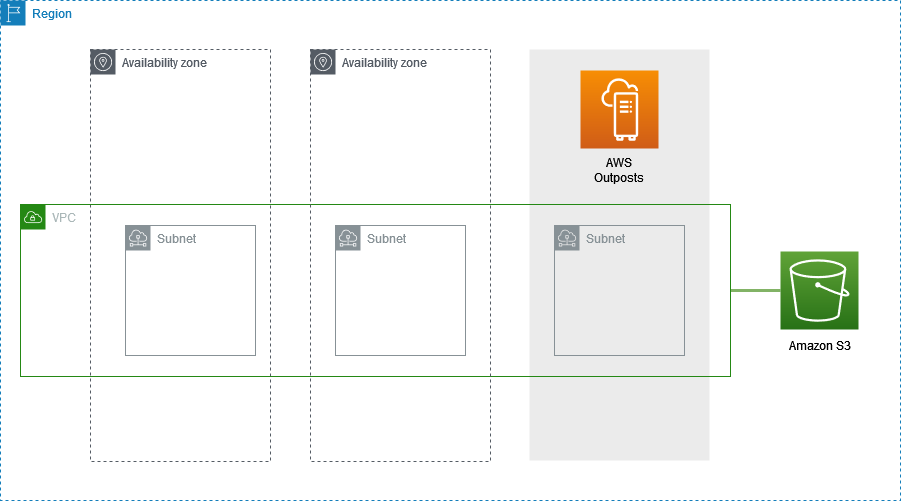 Region
Availability zone
Availability zone
AWS
Outposts
VPC
Subnet
Subnet
Subnet
Amazon S3